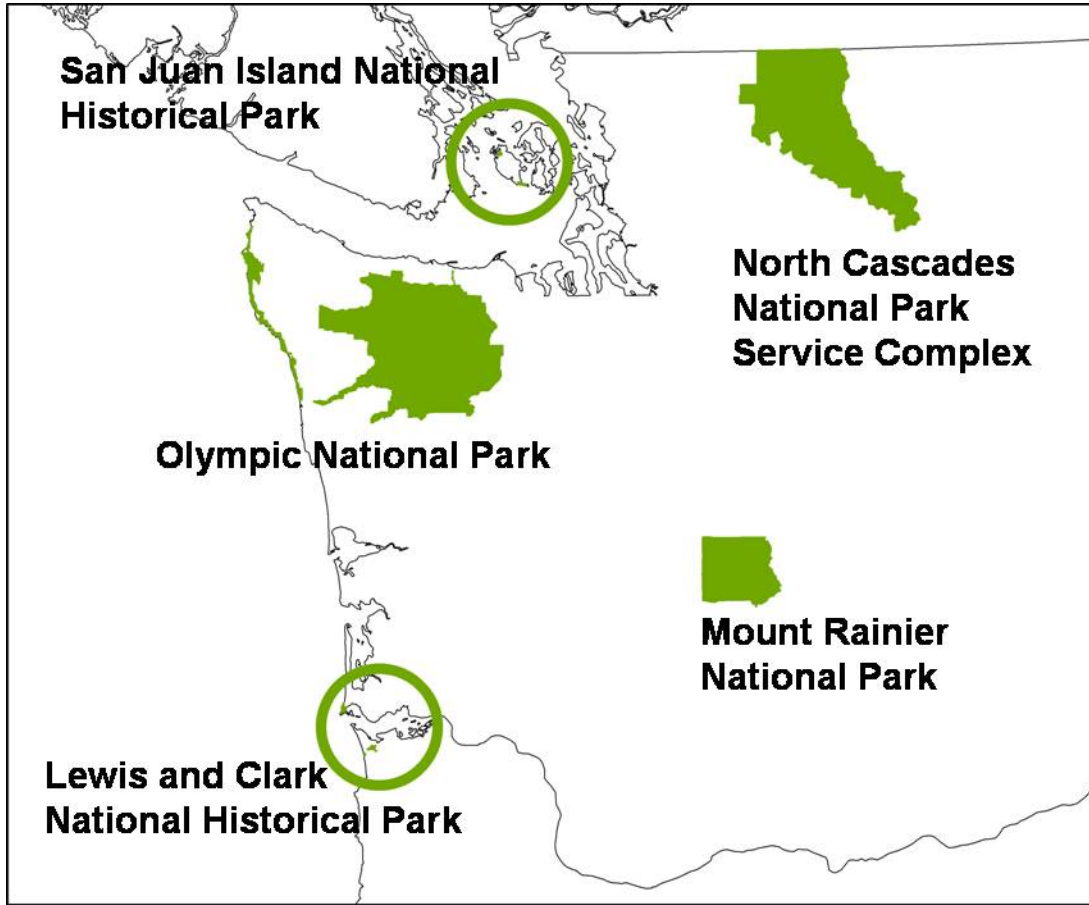 San Juan Island National
Historical Park
North Cascades
National Park
Service Complex
Olympic National Park
Mount Rainier
National Park
Lewis and Clark
National Historical Park